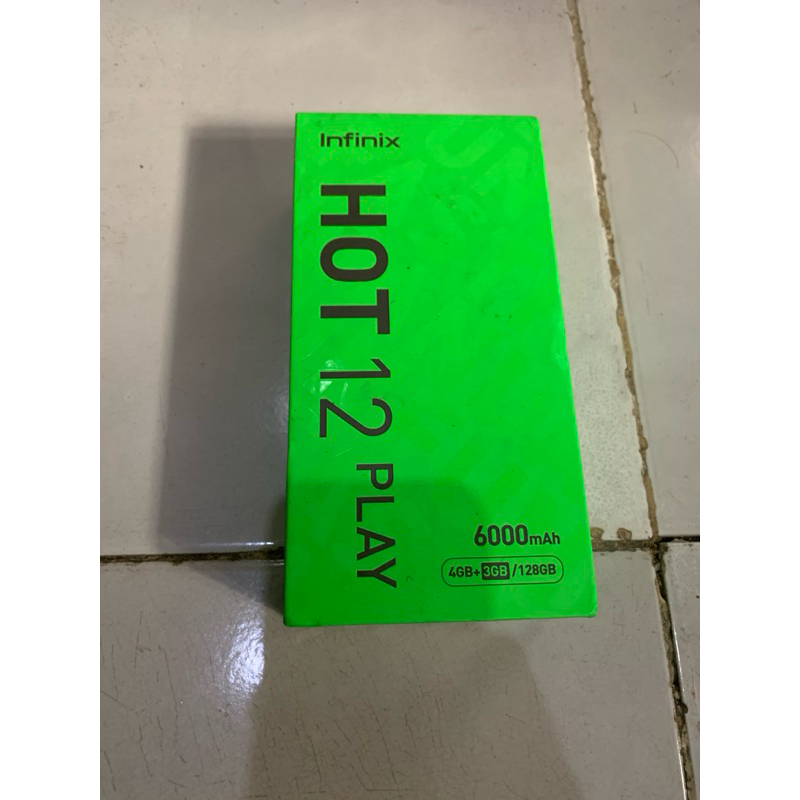 Infinix
HOT 12 PLAY
6000mAh
4GB+3GB/128GB